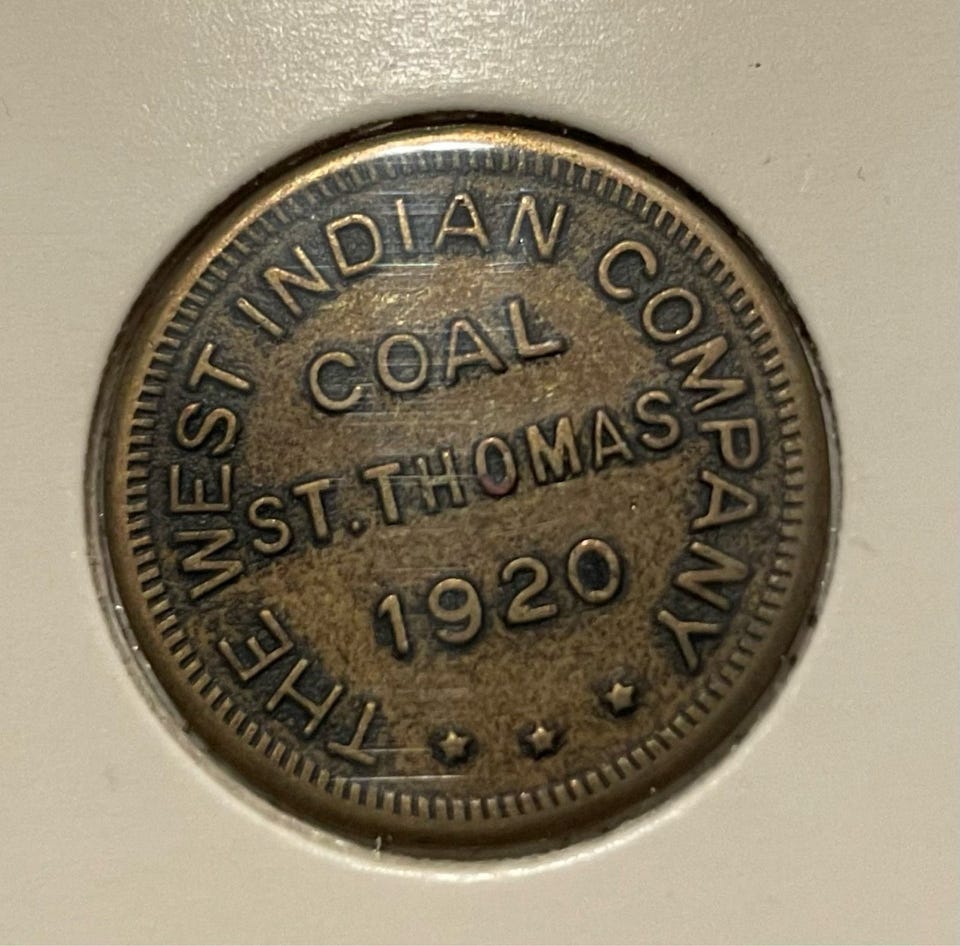 THE WEST INDIAN COMPANY
COAL
ST. THOMAS
1920